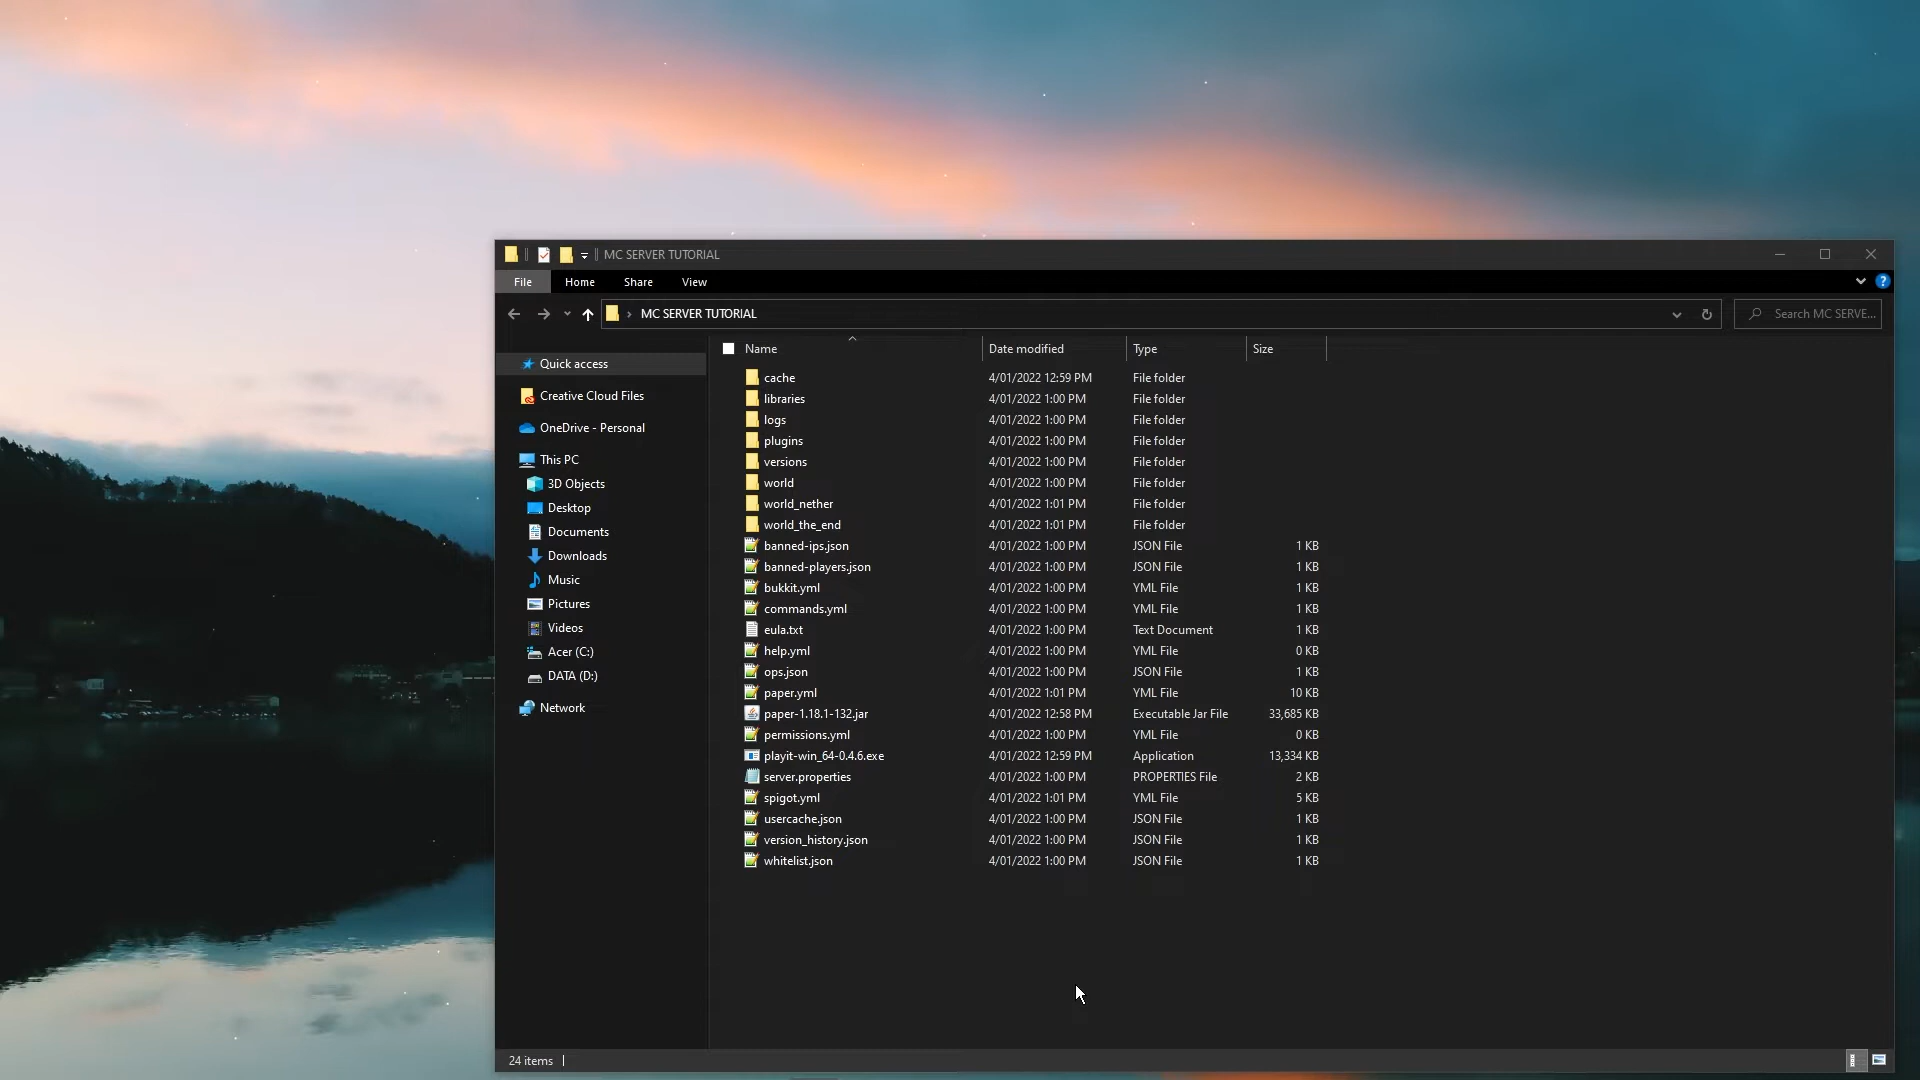 MC SERVER TUTORIAL
File Home Share View
MC SERVER TUTORIAL Search MC SERVE...
Name Date modified Type Size
Quick access
Creative Cloud Files
OneDrive - Personal
This PC
3D Objects
Desktop
Documents
Downloads
Music
Pictures
Videos
Acer (C:)
DATA (D:)
Network
cache 4/01/2022 12:59 PM File folder
libraries 4/01/2022 1:00 PM File folder
logs 4/01/2022 1:00 PM File folder
plugins 4/01/2022 1:00 PM File folder
versions 4/01/2022 1:00 PM File folder
world 4/01/2022 1:00 PM File folder
world_nether 4/01/2022 1:01 PM File folder
world_the_end 4/01/2022 1:01 PM File folder
banned-ips.json 4/01/2022 1:00 PM JSON File 1 KB
banned-players.json 4/01/2022 1:00 PM JSON File 1 KB
bukkit.yml 4/01/2022 1:00 PM YML File 1 KB
commands.yml 4/01/2022 1:00 PM YML File 1 KB
eula.txt 4/01/2022 1:00 PM Text Document 1 KB
help.yml 4/01/2022 1:00 PM YML File 0 KB
ops.json 4/01/2022 1:00 PM JSON File 1 KB
paper.yml 4/01/2022 1:01 PM YML File 10 KB
paper-1.18.1-132.jar 4/01/2022 12:58 PM Executable Jar File 33,685 KB
permissions.yml 4/01/2022 1:00 PM YML File 0 KB
playit-win_64-0.4.6.exe 4/01/2022 12:59 PM Application 13,334 KB
server.properties 4/01/2022 1:00 PM PROPERTIES File 2 KB
spigot.yml 4/01/2022 1:01 PM YML File 5 KB
usercache.json 4/01/2022 1:00 PM JSON File 1 KB
version_history.json 4/01/2022 1:00 PM JSON File 1 KB
whitelist.json 4/01/2022 1:00 PM JSON File 1 KB
24 items